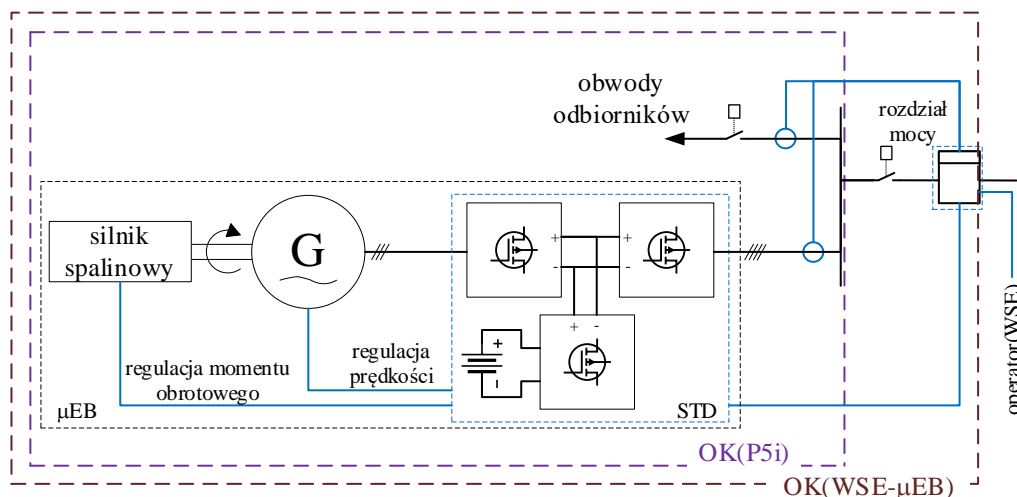 obwody
odbiorników
rozdział
mocy
silnik
spalinowy
G
+
+
-
-
+ -
+
-
regulacja
prędkości
regulacja momentu
obrotowego
μEB
STD
operator(WSE)
OK(P5i)
OK(WSE-μEB)